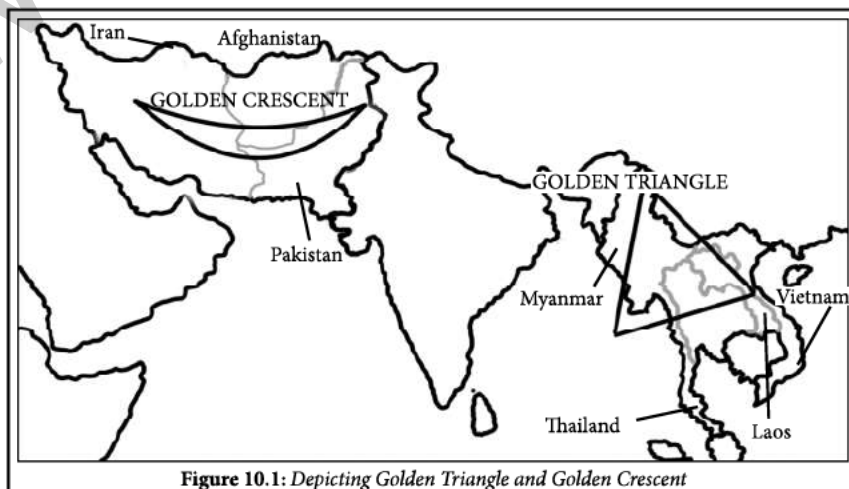 Iran
Afghanistan
GOLDEN CRESCENT
GOLDEN TRIANGLE
Pakistan
Myanmar
Vietnam
Thailand
Laos
Figure 10.1: Depicting Golden Triangle and Golden Crescent